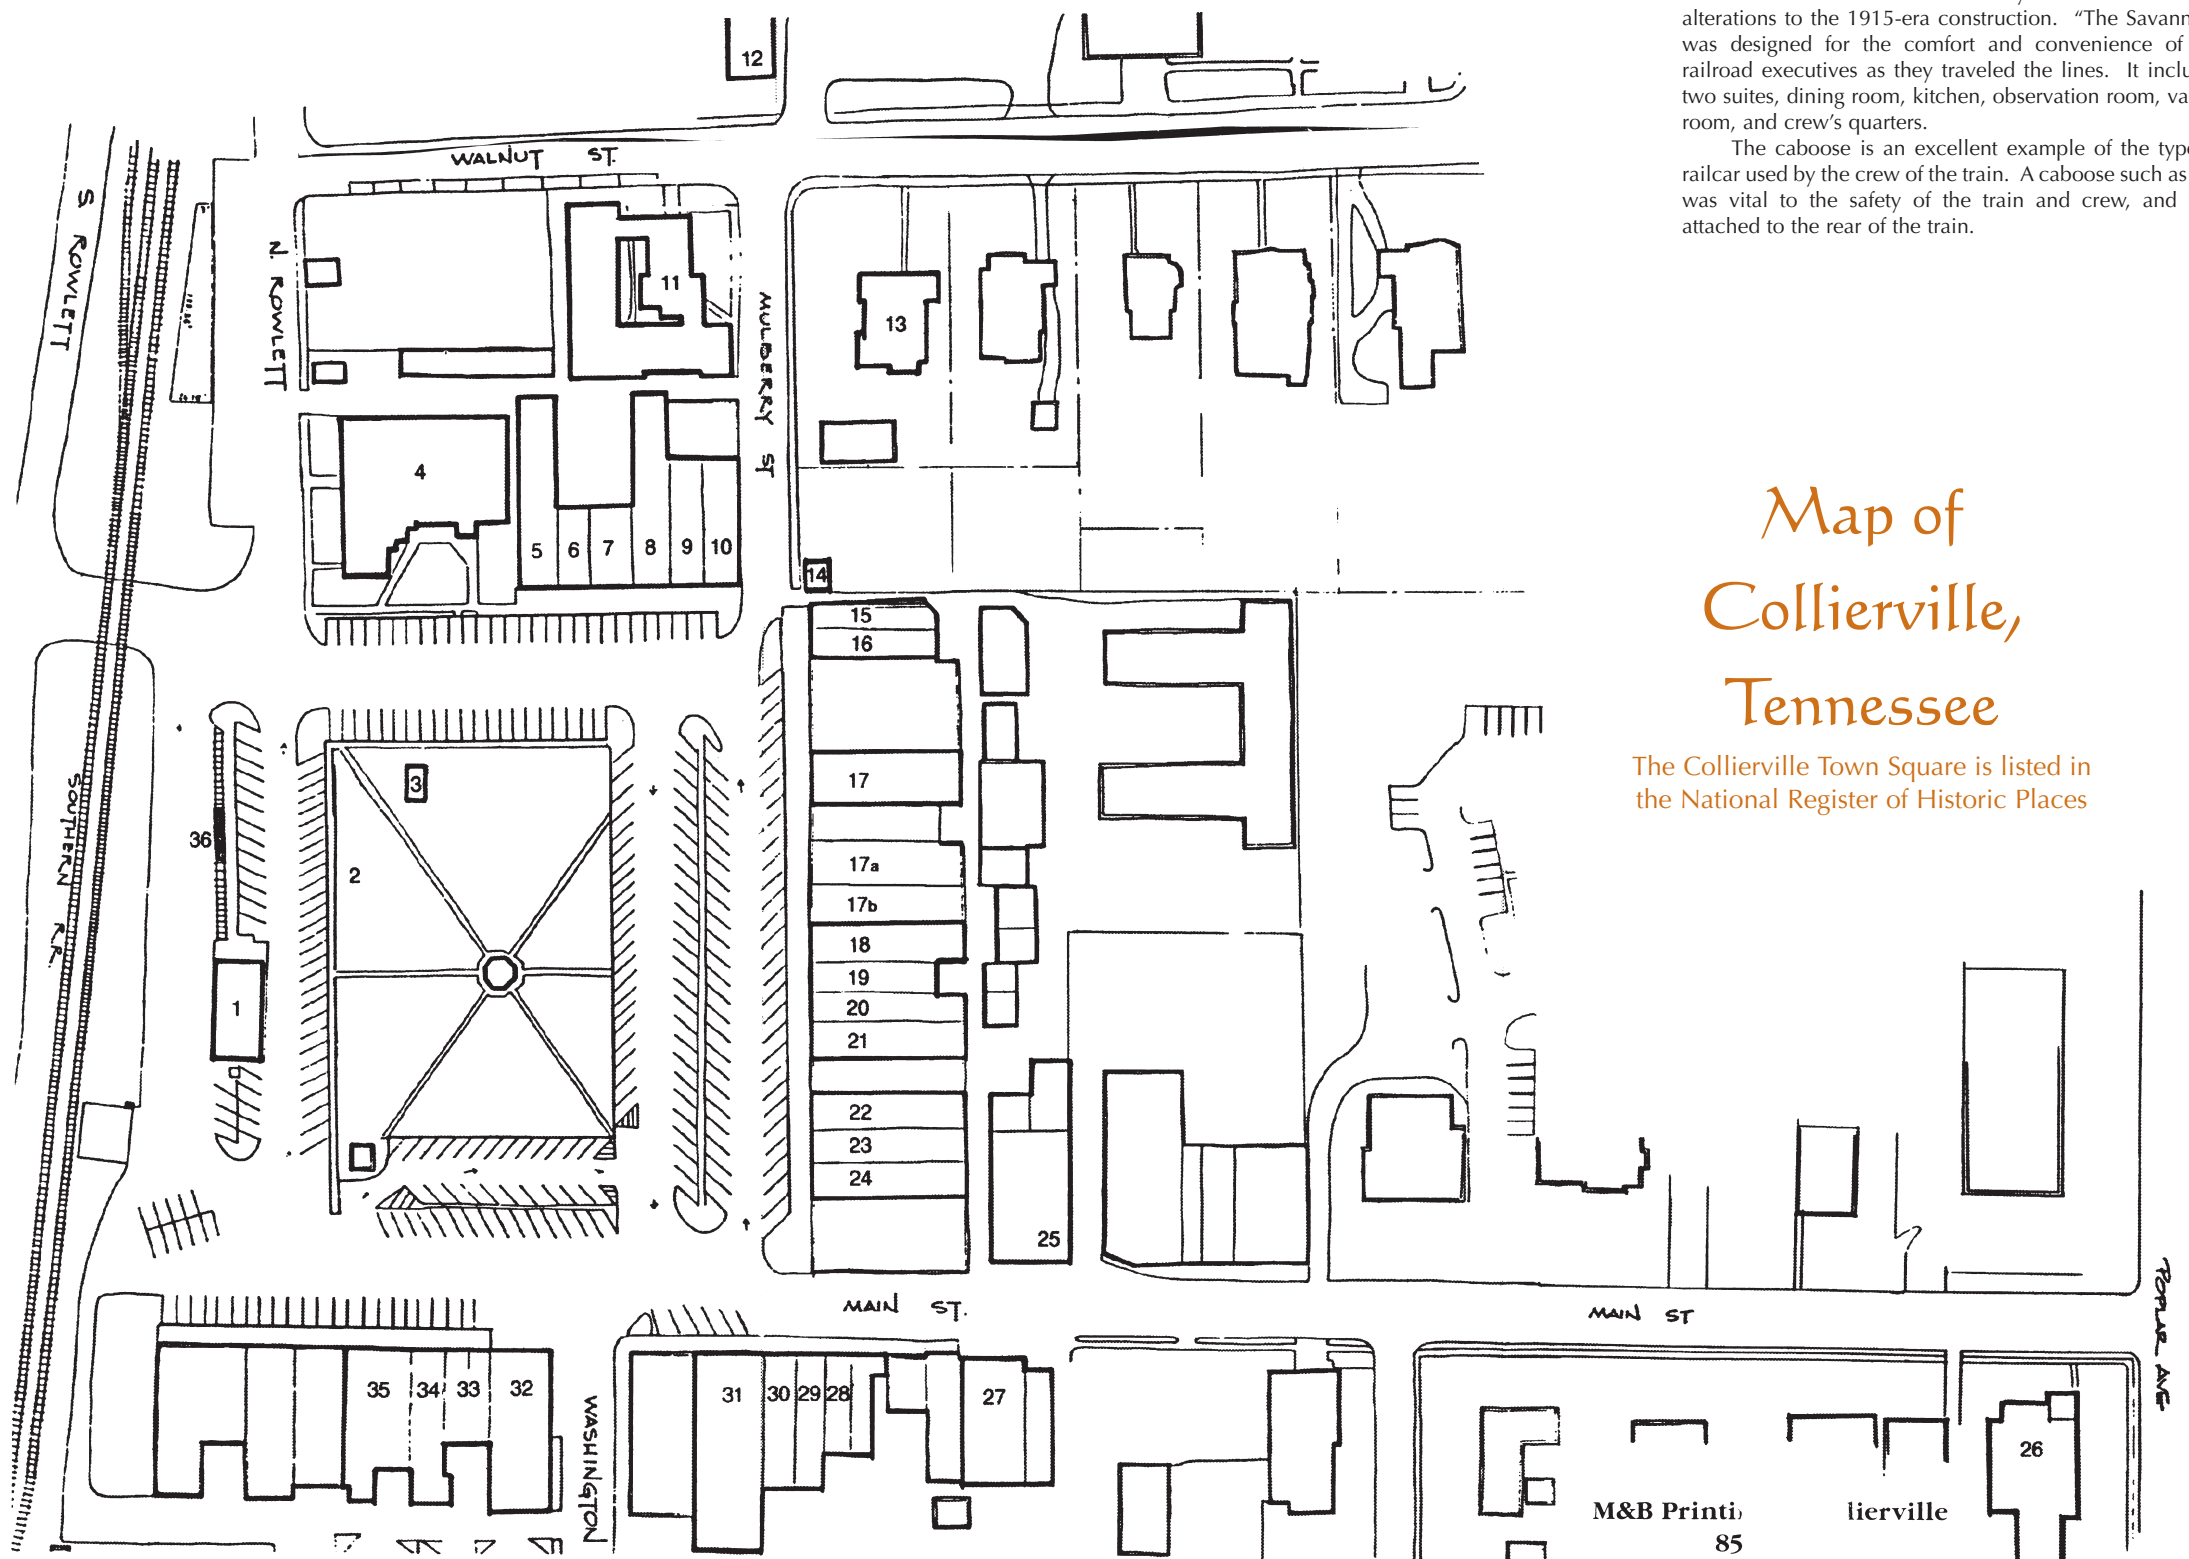 alterations to the 1915-era construction. “The Savann
was designed for the comfort and convenience of
railroad executives as they traveled the lines. It inclu
two suites, dining room, kitchen, observation room, va
room, and crew’s quarters.
The caboose is an excellent example of the type
railcar used by the crew of the train. A caboose such as
was vital to the safety of the train and crew, and
attached to the rear of the train.
Map of
Collierville,
Tennessee
The Collierville Town Square is listed in
the National Register of Historic Places
12
WALNUT ST.
S ROWLETT
N. ROWLETT
MULBERRY ST
11
13
4
5 6 7 8 9 10
14
15
16
17
17a
17b
18
19
20
21
22
23
24
25
3
2
36
1
SOUTHERN R.R.
MAIN ST.
MAIN ST
POPLAR AVE
35 34 33 32
WASHINGTON
31 30 29 28
27
26
M&B Printi
lierville
85